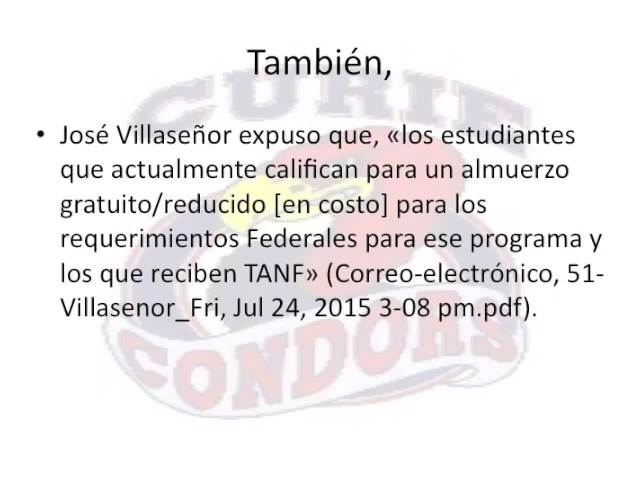 También,
• José Villaseñor expuso que, «los estudiantes
que actualmente califican para un almuerzo
gratuito/reducido [en costo] para los
requerimientos Federales para ese programa y
los que reciben TANF» (Correo-electrónico, 51-
Villasenor_Fri, Jul 24, 2015 3-08 pm.pdf).
CURIE
CONDORS